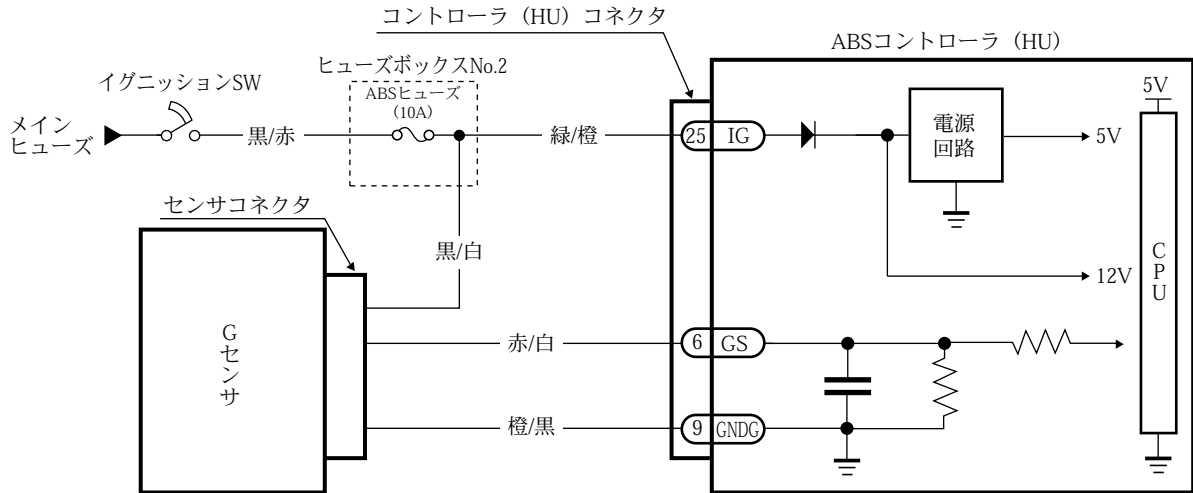 コントローラ（HU）コネクタ
ABSコントローラ（HU）
ヒューズボックスNo.2
イグニッションSW
ABSヒューズ
（10A）
メイン
ヒューズ
黒/赤
緑/橙
25
IG
電源
回路
5V
5V
センサコネクタ
黒/白
12V
CPU
Gセンサ
赤/白
6
GS
橙/黒
9
GNDG